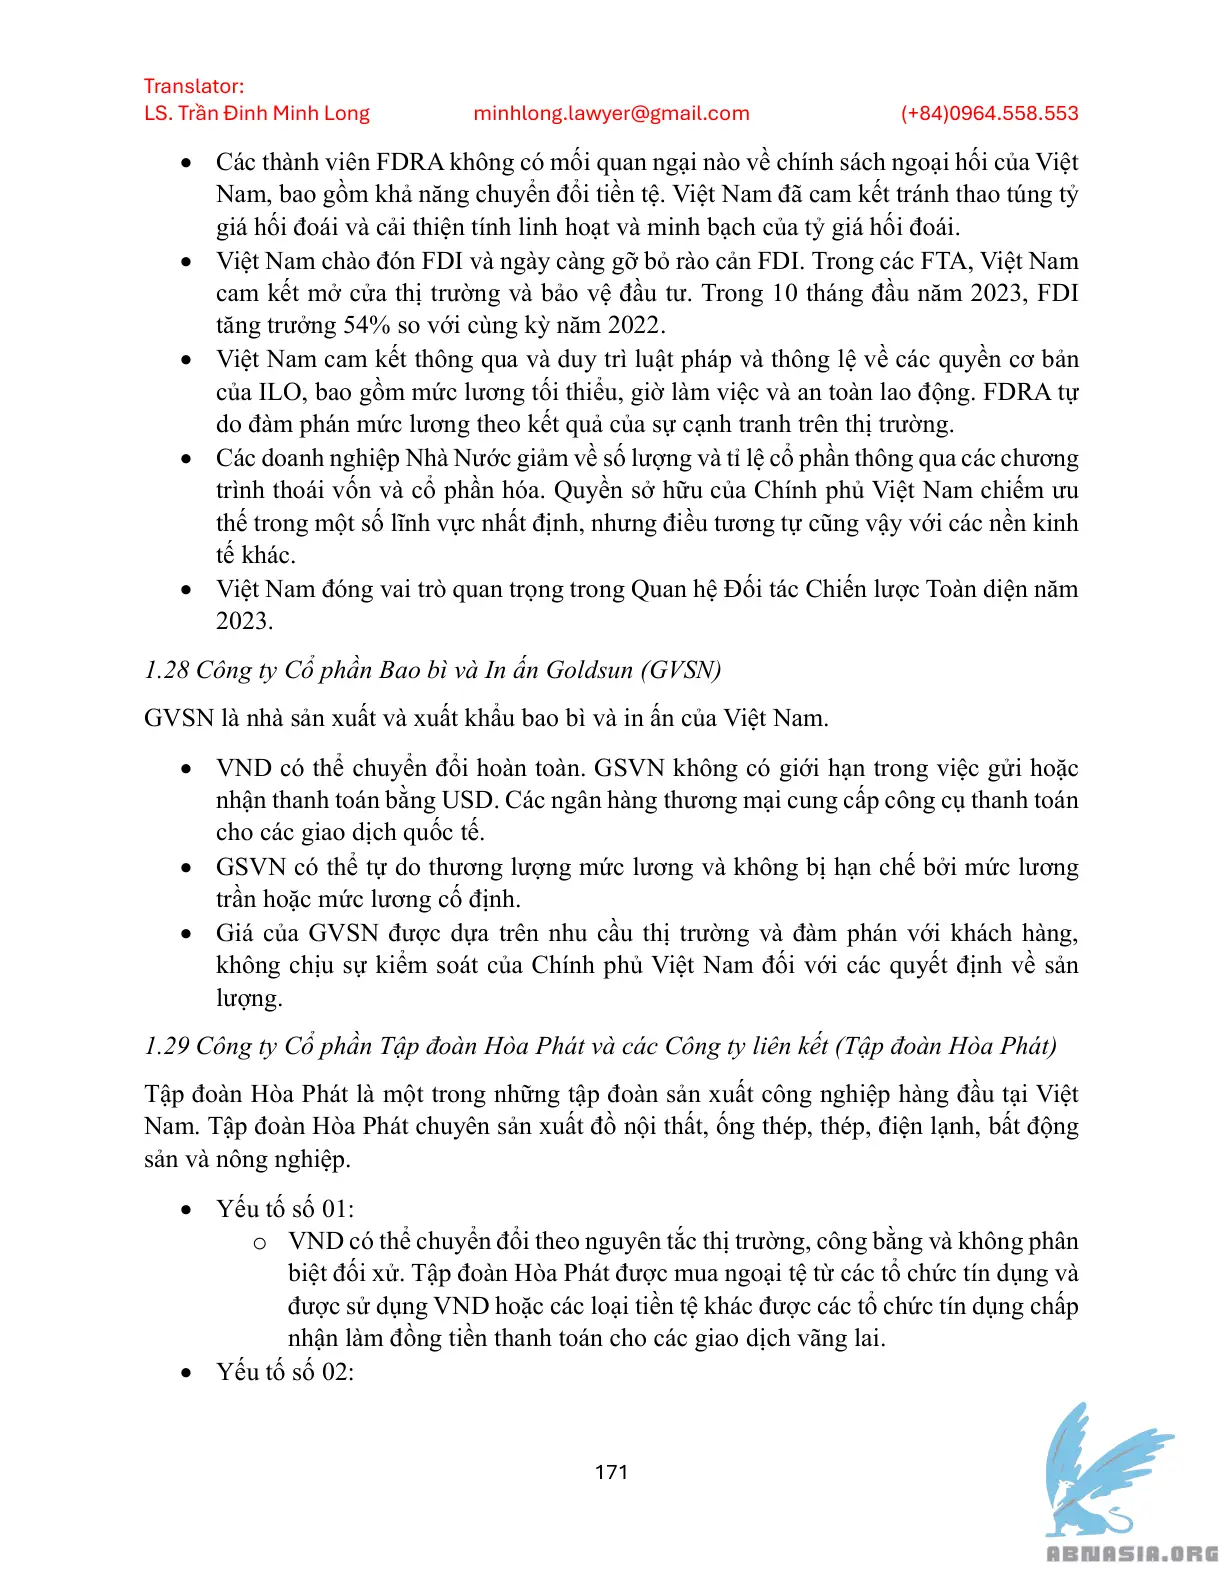 Translator:
LS. Trần Đinh Minh Long minhlong.lawyer@gmail.com (+84)0964.558.553
• Các thành viên FDRA không có mối quan ngại nào về chính sách ngoại hối của Việt
Nam, bao gồm khả năng chuyển đổi tiền tệ. Việt Nam đã cam kết tránh thao túng tỷ
giá hối đoái và cải thiện tính linh hoạt và minh bạch của tỷ giá hối đoái.
• Việt Nam chào đón FDI và ngày càng gỡ bỏ rào cản FDI. Trong các FTA, Việt Nam
cam kết mở cửa thị trường và bảo vệ đầu tư. Trong 10 tháng đầu năm 2023, FDI
tăng trưởng 54% so với cùng kỳ năm 2022.
• Việt Nam cam kết thông qua và duy trì luật pháp và thông lệ về các quyền cơ bản
của ILO, bao gồm mức lương tối thiểu, giờ làm việc và an toàn lao động. FDRA tự
do đàm phán mức lương theo kết quả của sự cạnh tranh trên thị trường.
• Các doanh nghiệp Nhà Nước giảm về số lượng và tỉ lệ cổ phần thông qua các chương
trình thoái vốn và cổ phần hóa. Quyền sở hữu của Chính phủ Việt Nam chiếm ưu
thế trong một số lĩnh vực nhất định, nhưng điều tương tự cũng vậy với các nền kinh
tế khác.
• Việt Nam đóng vai trò quan trọng trong Quan hệ Đối tác Chiến lược Toàn diện năm
2023.
1.28 Công ty Cổ phần Bao bì và In ấn Goldsun (GVSN)
GVSN là nhà sản xuất và xuất khẩu bao bì và in ấn của Việt Nam.
• VND có thể chuyển đổi hoàn toàn. GSVN không có giới hạn trong việc gửi hoặc
nhận thanh toán bằng USD. Các ngân hàng thương mại cung cấp công cụ thanh toán
cho các giao dịch quốc tế.
• GSVN có thể tự do thương lượng mức lương và không bị hạn chế bởi mức lương
trần hoặc mức lương cố định.
• Giá của GVSN được dựa trên nhu cầu thị trường và đàm phán với khách hàng,
không chịu sự kiểm soát của Chính phủ Việt Nam đối với các quyết định về sản
lượng.
1.29 Công ty Cổ phần Tập đoàn Hòa Phát và các Công ty liên kết (Tập đoàn Hòa Phát)
Tập đoàn Hòa Phát là một trong những tập đoàn sản xuất công nghiệp hàng đầu tại Việt
Nam. Tập đoàn Hòa Phát chuyên sản xuất đồ nội thất, ống thép, thép, điện lạnh, bất động
sản và nông nghiệp.
• Yếu tố số 01:
o VND có thể chuyển đổi theo nguyên tắc thị trường, công bằng và không phân
biệt đối xử. Tập đoàn Hòa Phát được mua ngoại tệ từ các tổ chức tín dụng và
được sử dụng VND hoặc các loại tiền tệ khác được các tổ chức tín dụng chấp
nhận làm đồng tiền thanh toán cho các giao dịch vãng lai.
• Yếu tố số 02:
171
ABNASIA.ORG